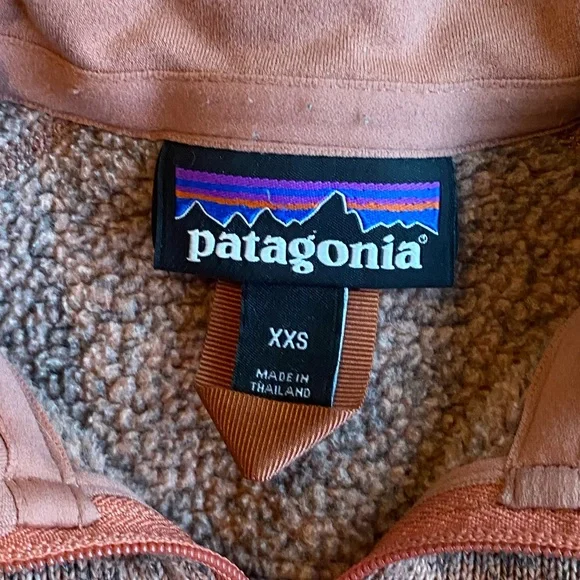 patagonia®
XXS
MADE IN
THAILAND